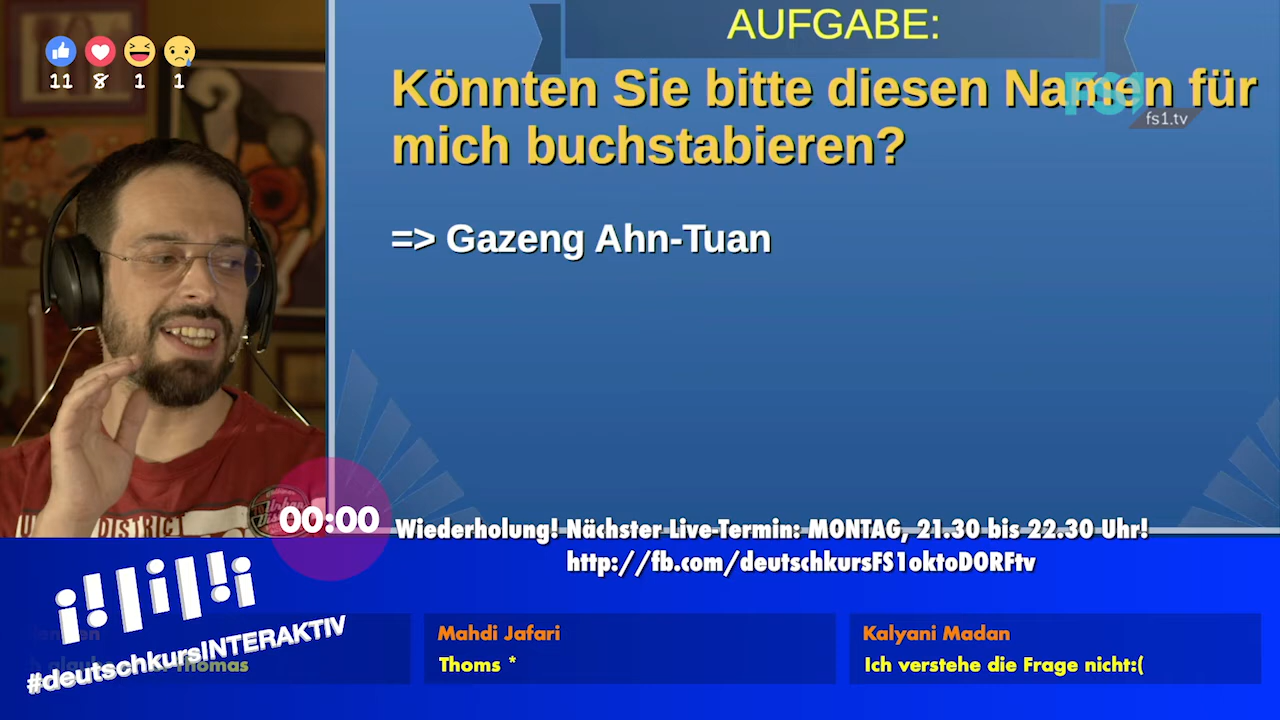 11 8 1 1
AUFGABE:
Könnten Sie bitte diesen Namen für
mich buchstabieren?
fs1.tv
=> Gazeng Ahn-Tuan
DISTRICT
00:00
Wiederholung! Nächster Live-Termin: MONTAG, 21.30 bis 22.30 Uhr!
http://fb.com/deutschkursFS1oktoDORFtv
#deutschkursINTERAKTIV
Thomas
Mahdi Jafari
Thoms *
Kalyani Madan
Ich verstehe die Frage nicht:(